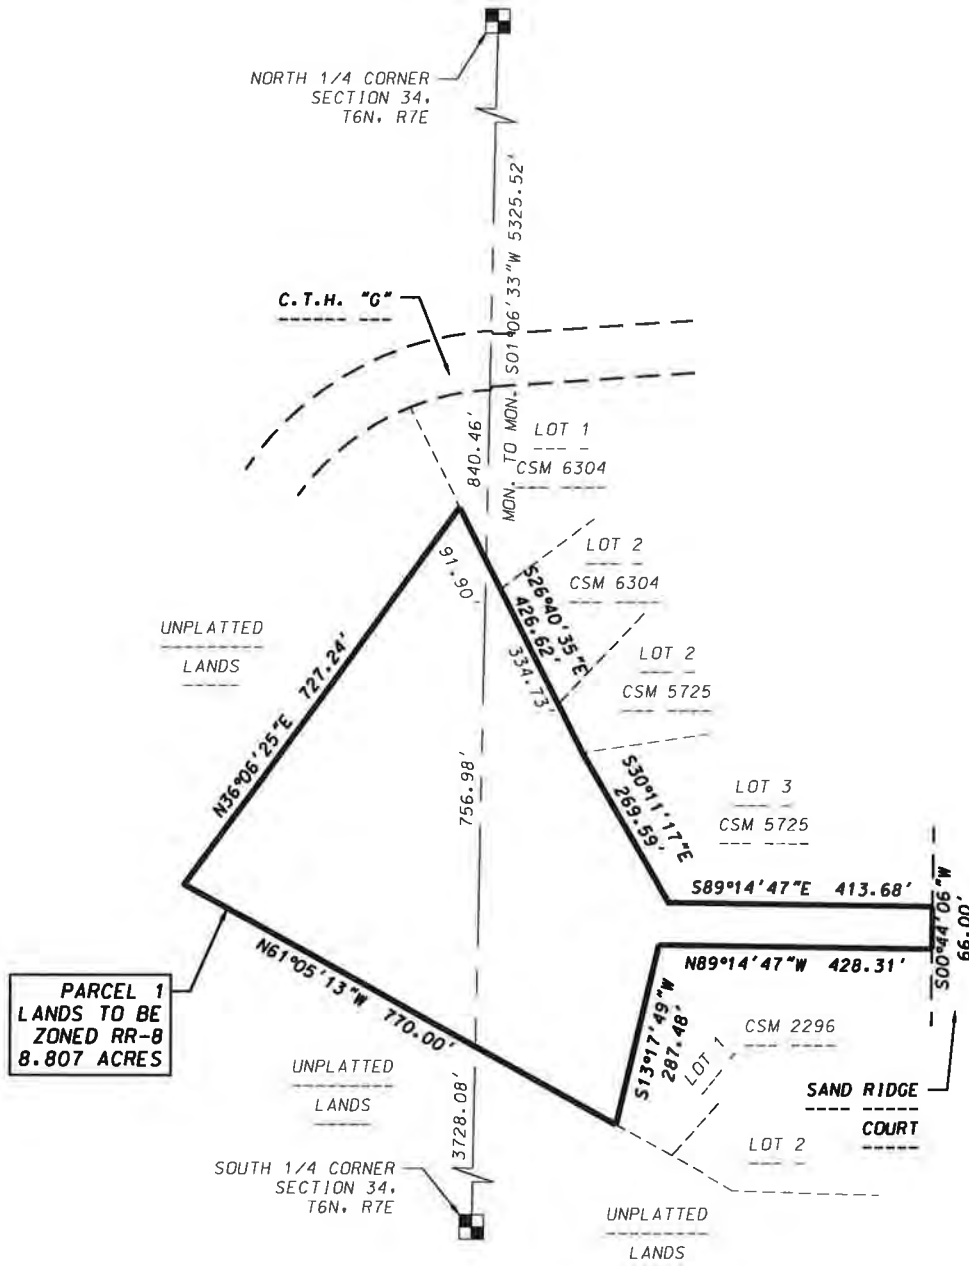 NORTH 1/4 CORNER
SECTION 34,
T6N, R7E
MON. TO MON. S01°06'33"W 5325.52'
C.T.H. "G"
840.46'
LOT 1
CSM 6304
91.90'
LOT 2
CSM 6304
S26°40'35"E
426.62'
334.73'
UNPLATTED
LANDS
N36°06'25"E 727.24'
LOT 2
CSM 5725
756.98'
S30°11'17"E
269.59'
LOT 3
CSM 5725
S89°14'47"E 413.68'
S00°44'06"W
66.00'
N89°14'47"W 428.31'
N61°05'13"W 770.00'
PARCEL 1
LANDS TO BE
ZONED RR-8
8.807 ACRES
S13°17'49"W
287.48'
LOT 1
CSM 2296
UNPLATTED
LANDS
SAND RIDGE
COURT
3728.08'
LOT 2
SOUTH 1/4 CORNER
SECTION 34,
T6N, R7E
UNPLATTED
LANDS